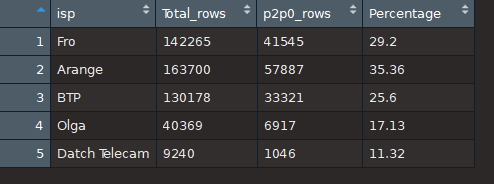 isp Total_rows p2p0_rows Percentage
1 Fro 142265 41545 29.2
2 Arange 163700 57887 35.36
3 BTP 130178 33321 25.6
4 Olga 40369 6917 17.13
5 Datch Telecam 9240 1046 11.32